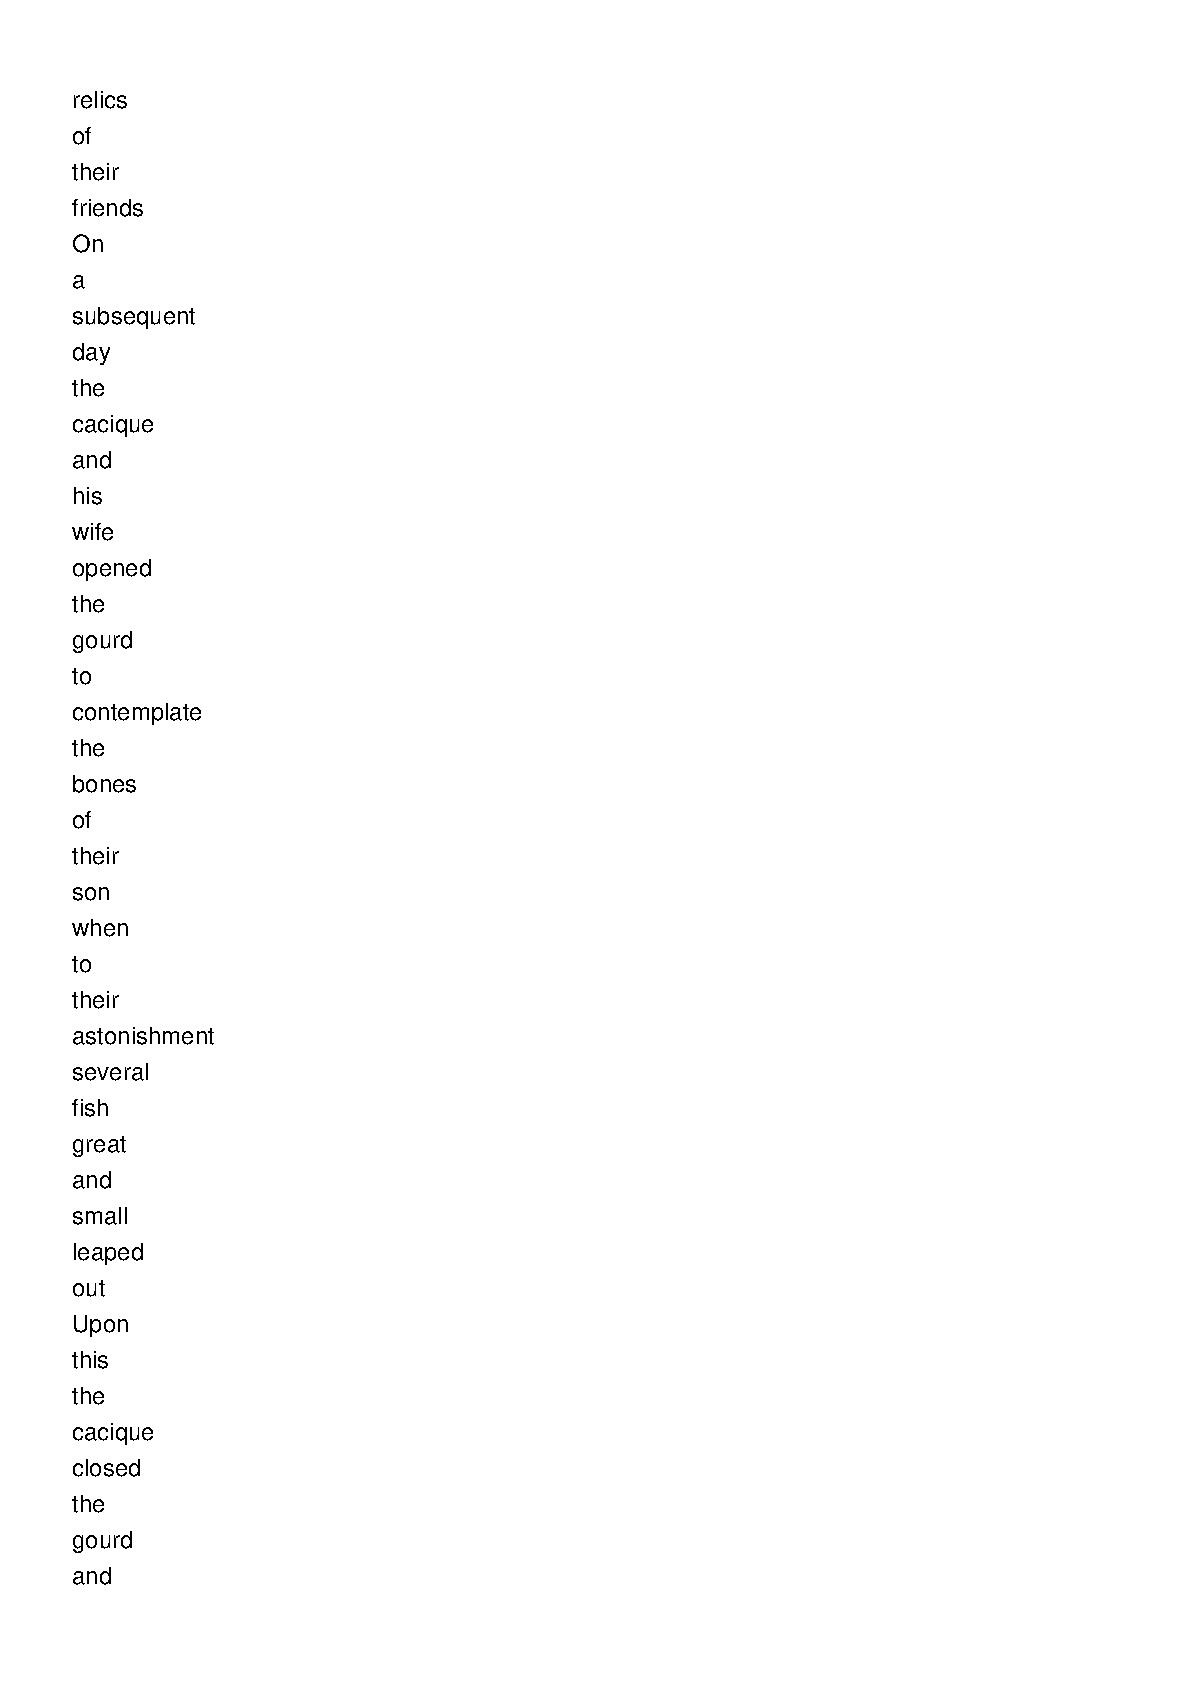 relics
of
their
friends
On
a
subsequent
day
the
cacique
and
his
wife
opened
the
gourd
to
contemplate
the
bones
of
their
son
when
to
their
astonishment
several
fish
great
and
small
leaped
out
Upon
this
the
cacique
closed
the
gourd
and